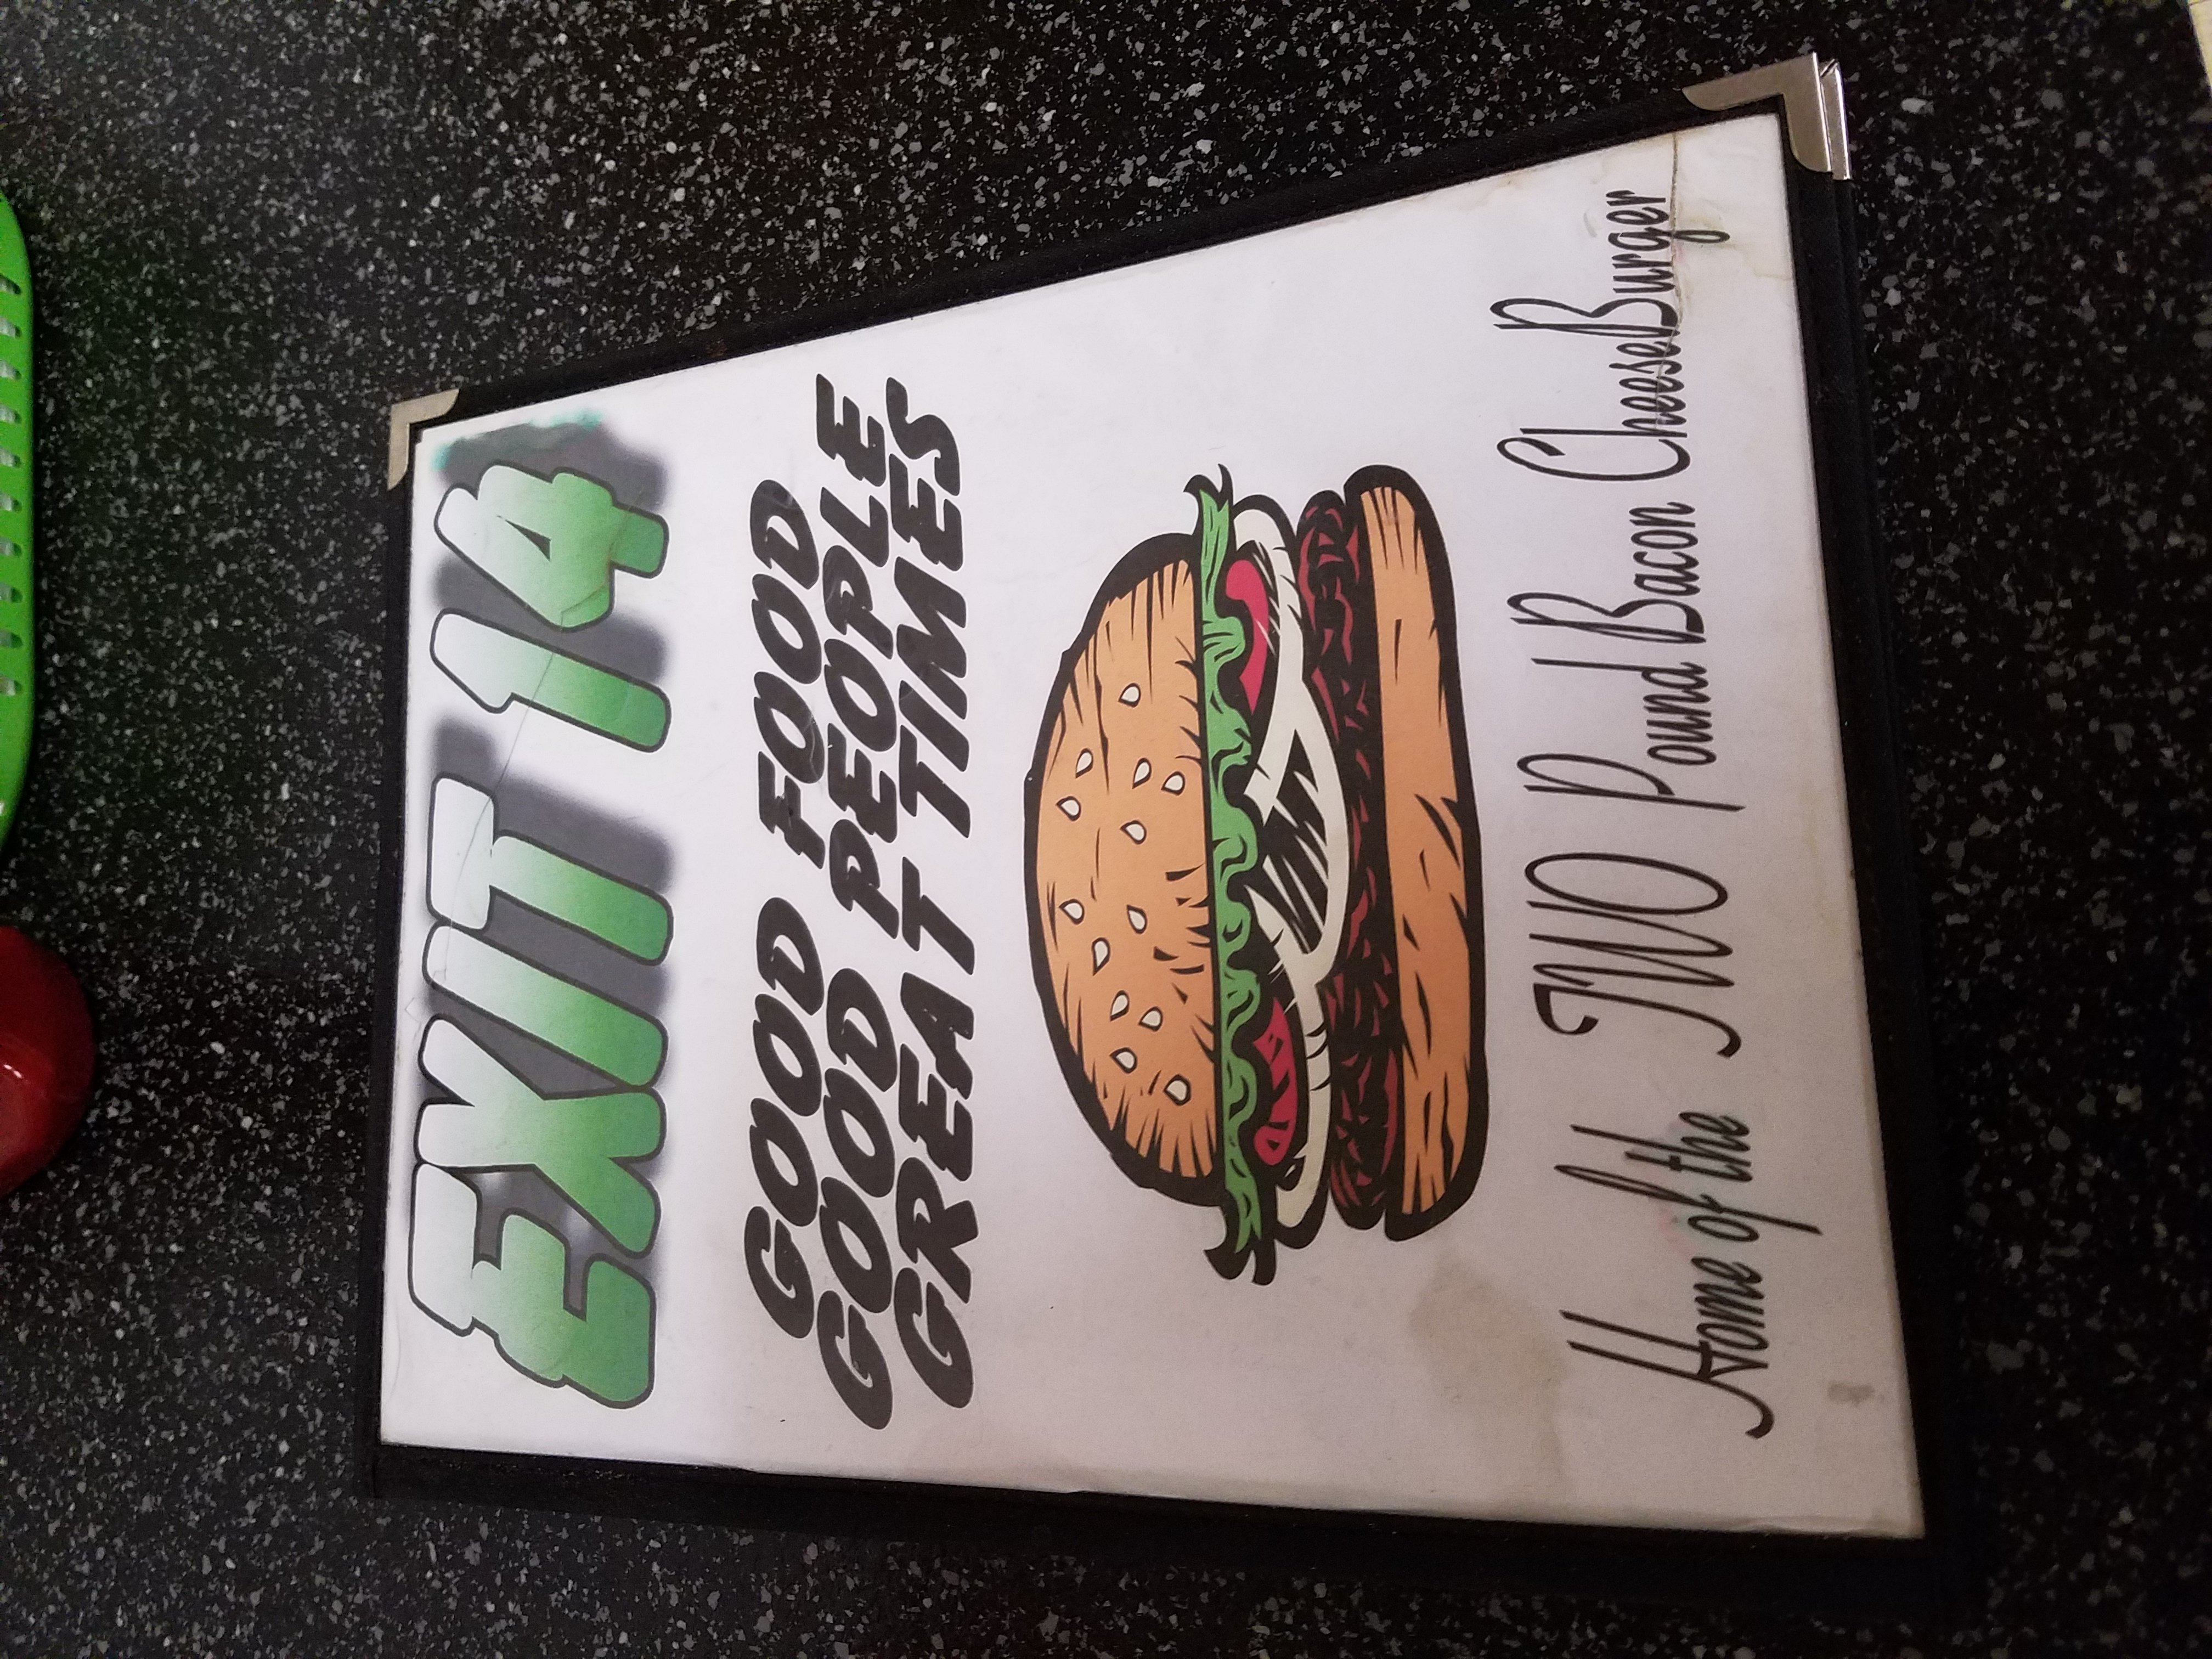 EXIT 14
GOOD FOOD
GOOD PEOPLE
GREAT TIMES
Home of the TWO Pound Bacon CheeseBurger